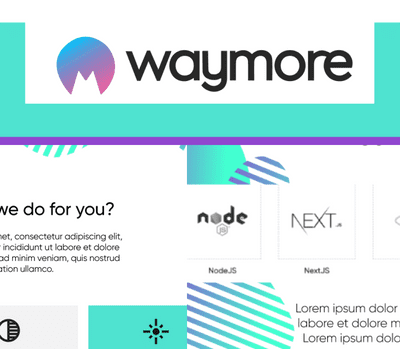 waymore
we do for you?
met, consectetur adipiscing elit,
r incididunt ut labore et dolore
ad minim veniam, quis nostrud
ation ullamco.
node
JS
NEXT.JS
NodeJS
NextJS
Lorem ipsum dolor
labore et dolore m
Lorem ipsum dolo